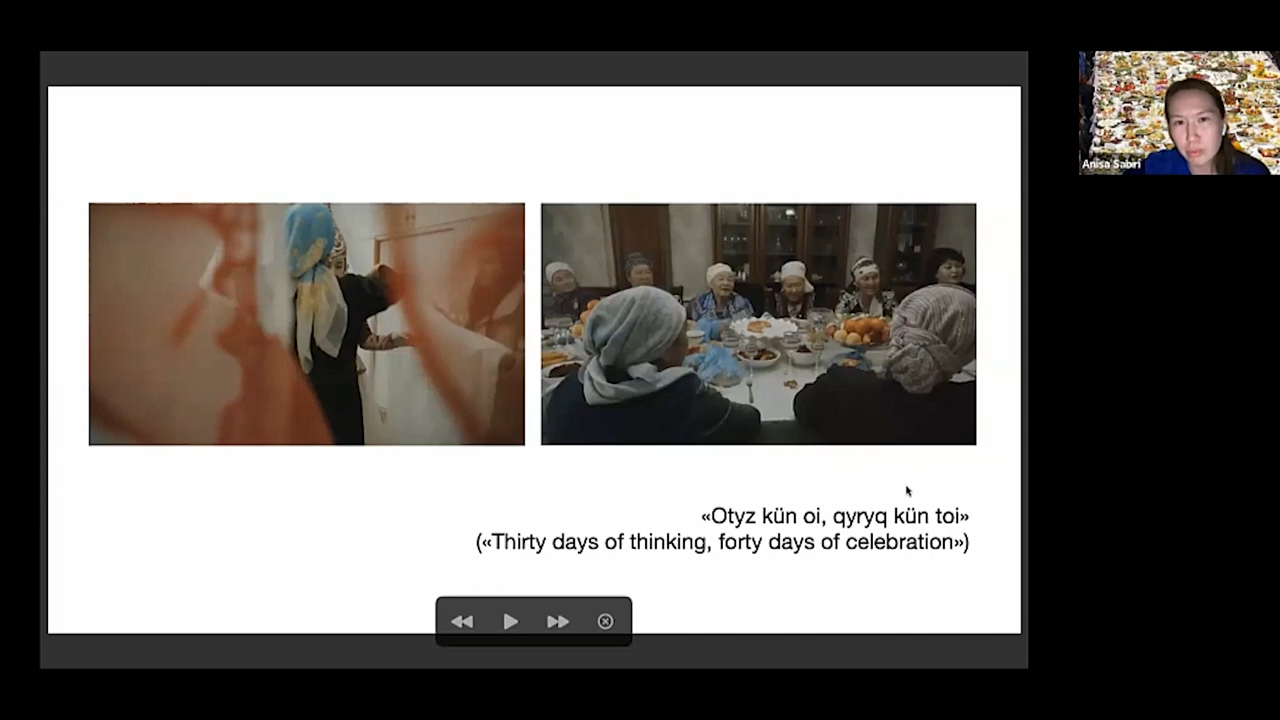 Anisa Sabiri
«Otyz kün oi, qyryq kün toi»
(«Thirty days of thinking, forty days of celebration»)